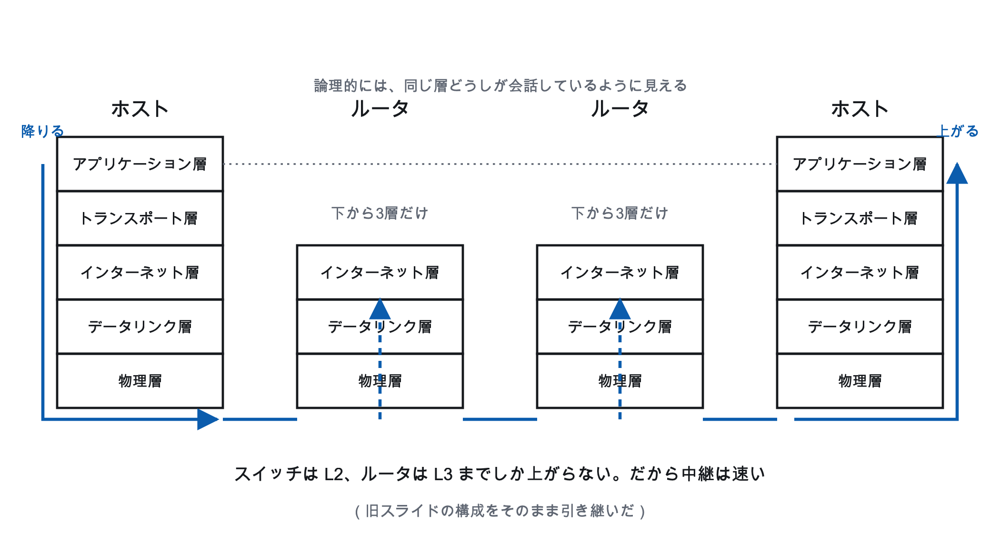 論理的には、同じ層どうしが会話しているように見える
ホスト
ルータ
ルータ
ホスト
降りる
上がる
アプリケーション層
トランスポート層
インターネット層
データリンク層
物理層
下から3層だけ
インターネット層
データリンク層
物理層
下から3層だけ
インターネット層
データリンク層
物理層
アプリケーション層
トランスポート層
インターネット層
データリンク層
物理層
スイッチは L2、ルータは L3 までしか上がらない。だから中継は速い
( 旧スライドの構成をそのまま引き継いだ )